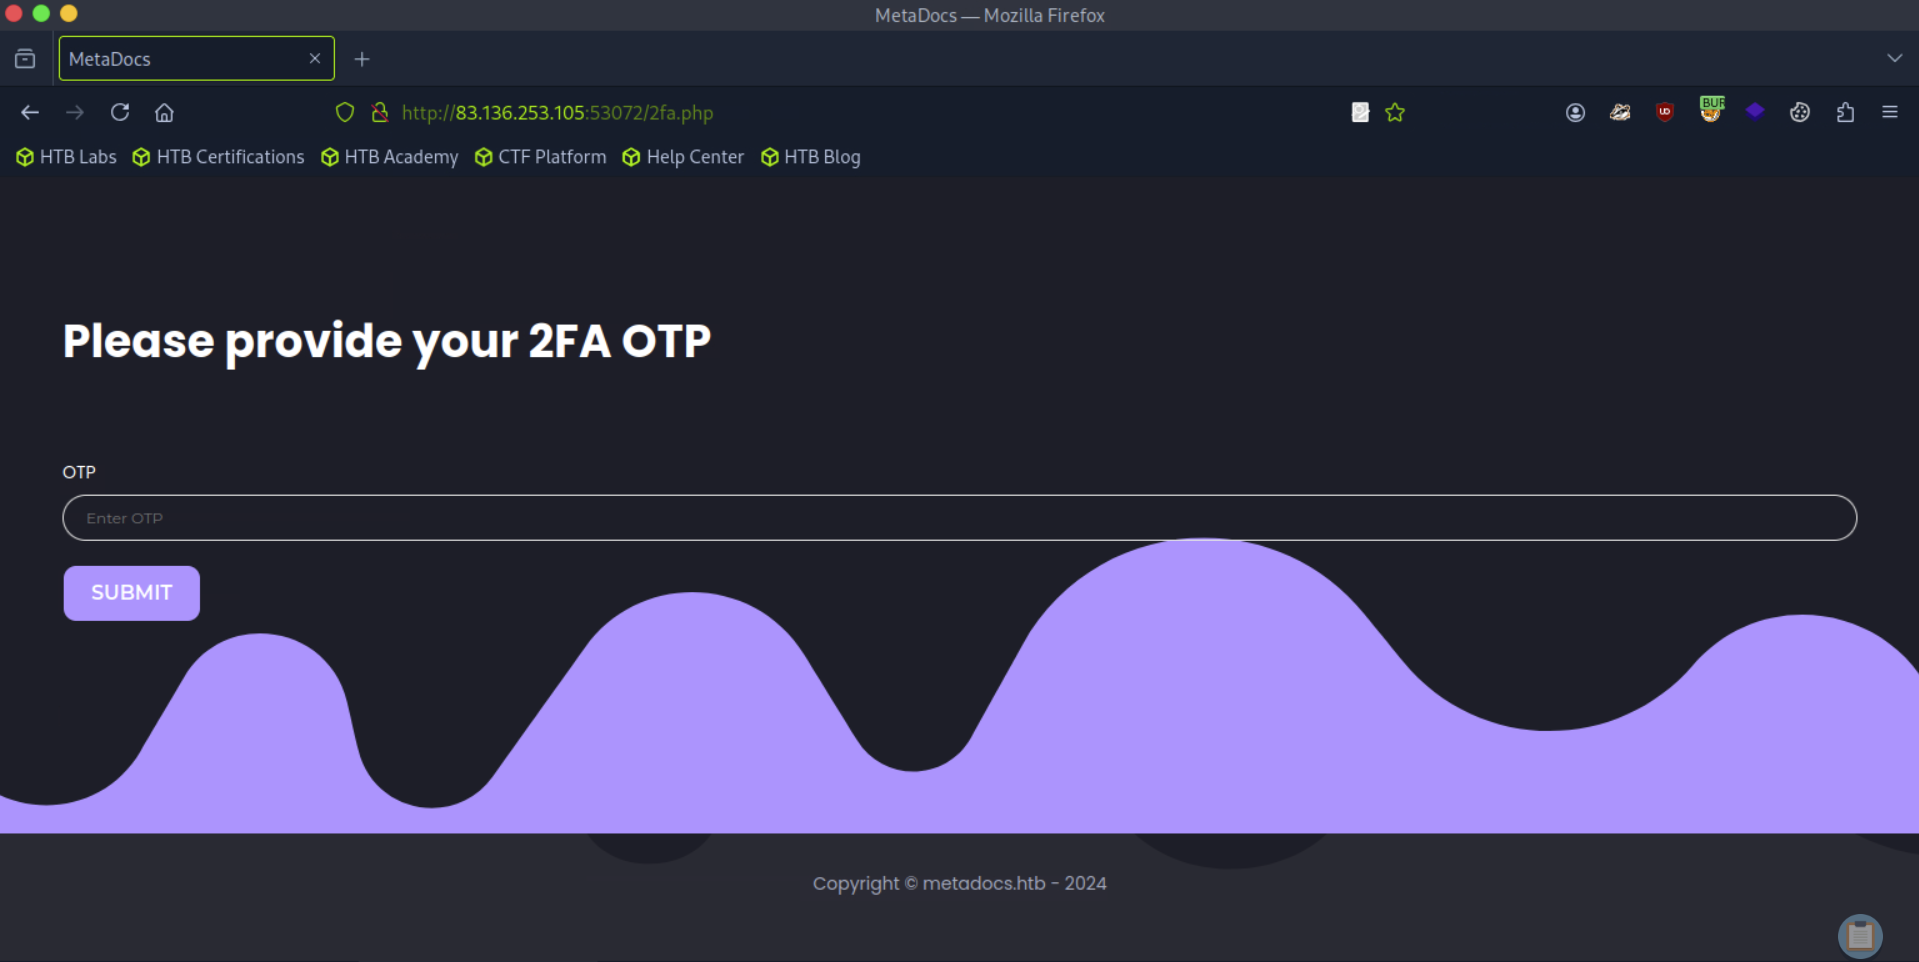 MetaDocs — Mozilla Firefox
MetaDocs
http://83.136.253.105:53072/2fa.php
BUR
HTB Labs HTB Certifications HTB Academy CTF Platform Help Center HTB Blog
Please provide your 2FA OTP
OTP
Enter OTP
SUBMIT
Copyright © metadocs.htb - 2024